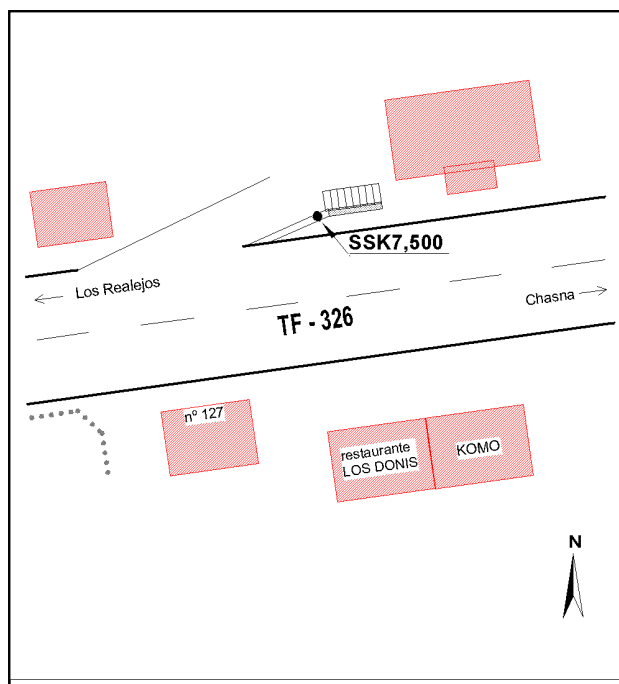 SSK7,500
Los Realejos
Chasna
TF - 326
nº 127
restaurante
LOS DONIS
KOMO
N